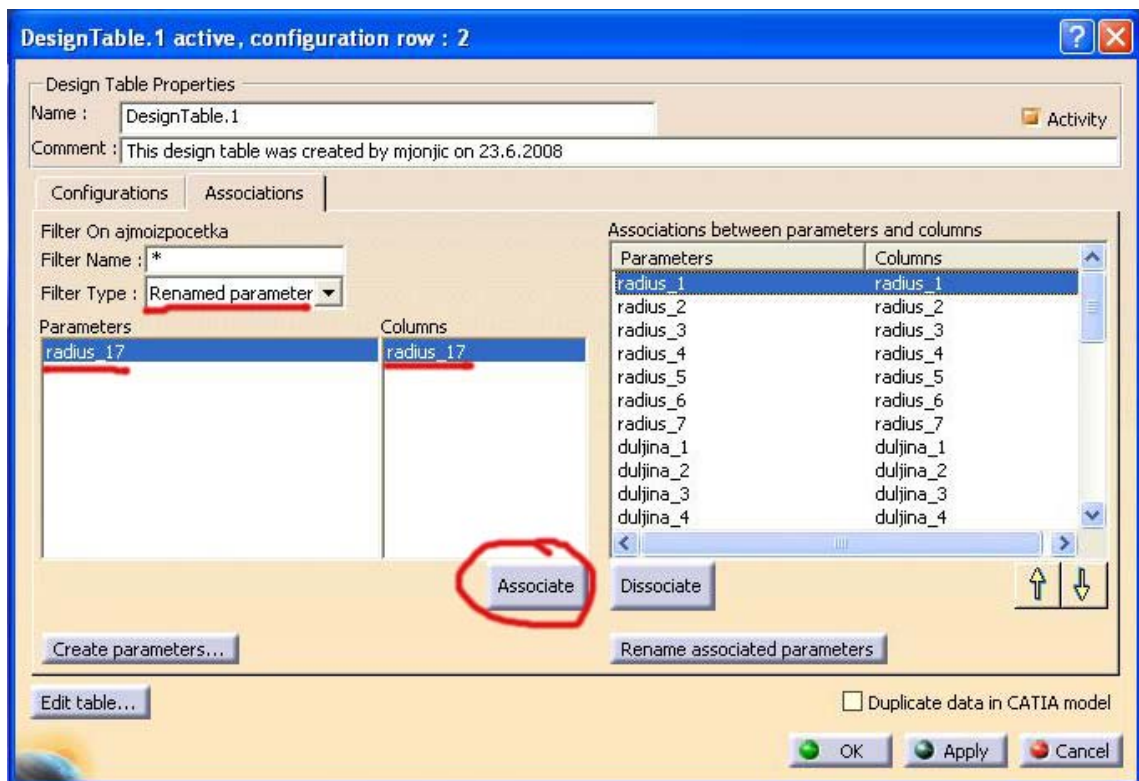 DesignTable.1 active, configuration row : 2
Design Table Properties
Name : DesignTable.1
Activity
Comment : This design table was created by mjonjic on 23.6.2008
Configurations Associations
Filter On ajmoizpocetka
Filter Name : *
Filter Type : Renamed parameter
Parameters Columns
radius_17 radius_17
Associate
Create parameters...
Associations between parameters and columns
Parameters Columns
radius_1 radius_1
radius_2 radius_2
radius_3 radius_3
radius_4 radius_4
radius_5 radius_5
radius_6 radius_6
radius_7 radius_7
duljina_1 duljina_1
duljina_2 duljina_2
duljina_3 duljina_3
duljina_4 duljina_4
Dissociate
Rename associated parameters
Edit table...
Duplicate data in CATIA model
OK Apply Cancel